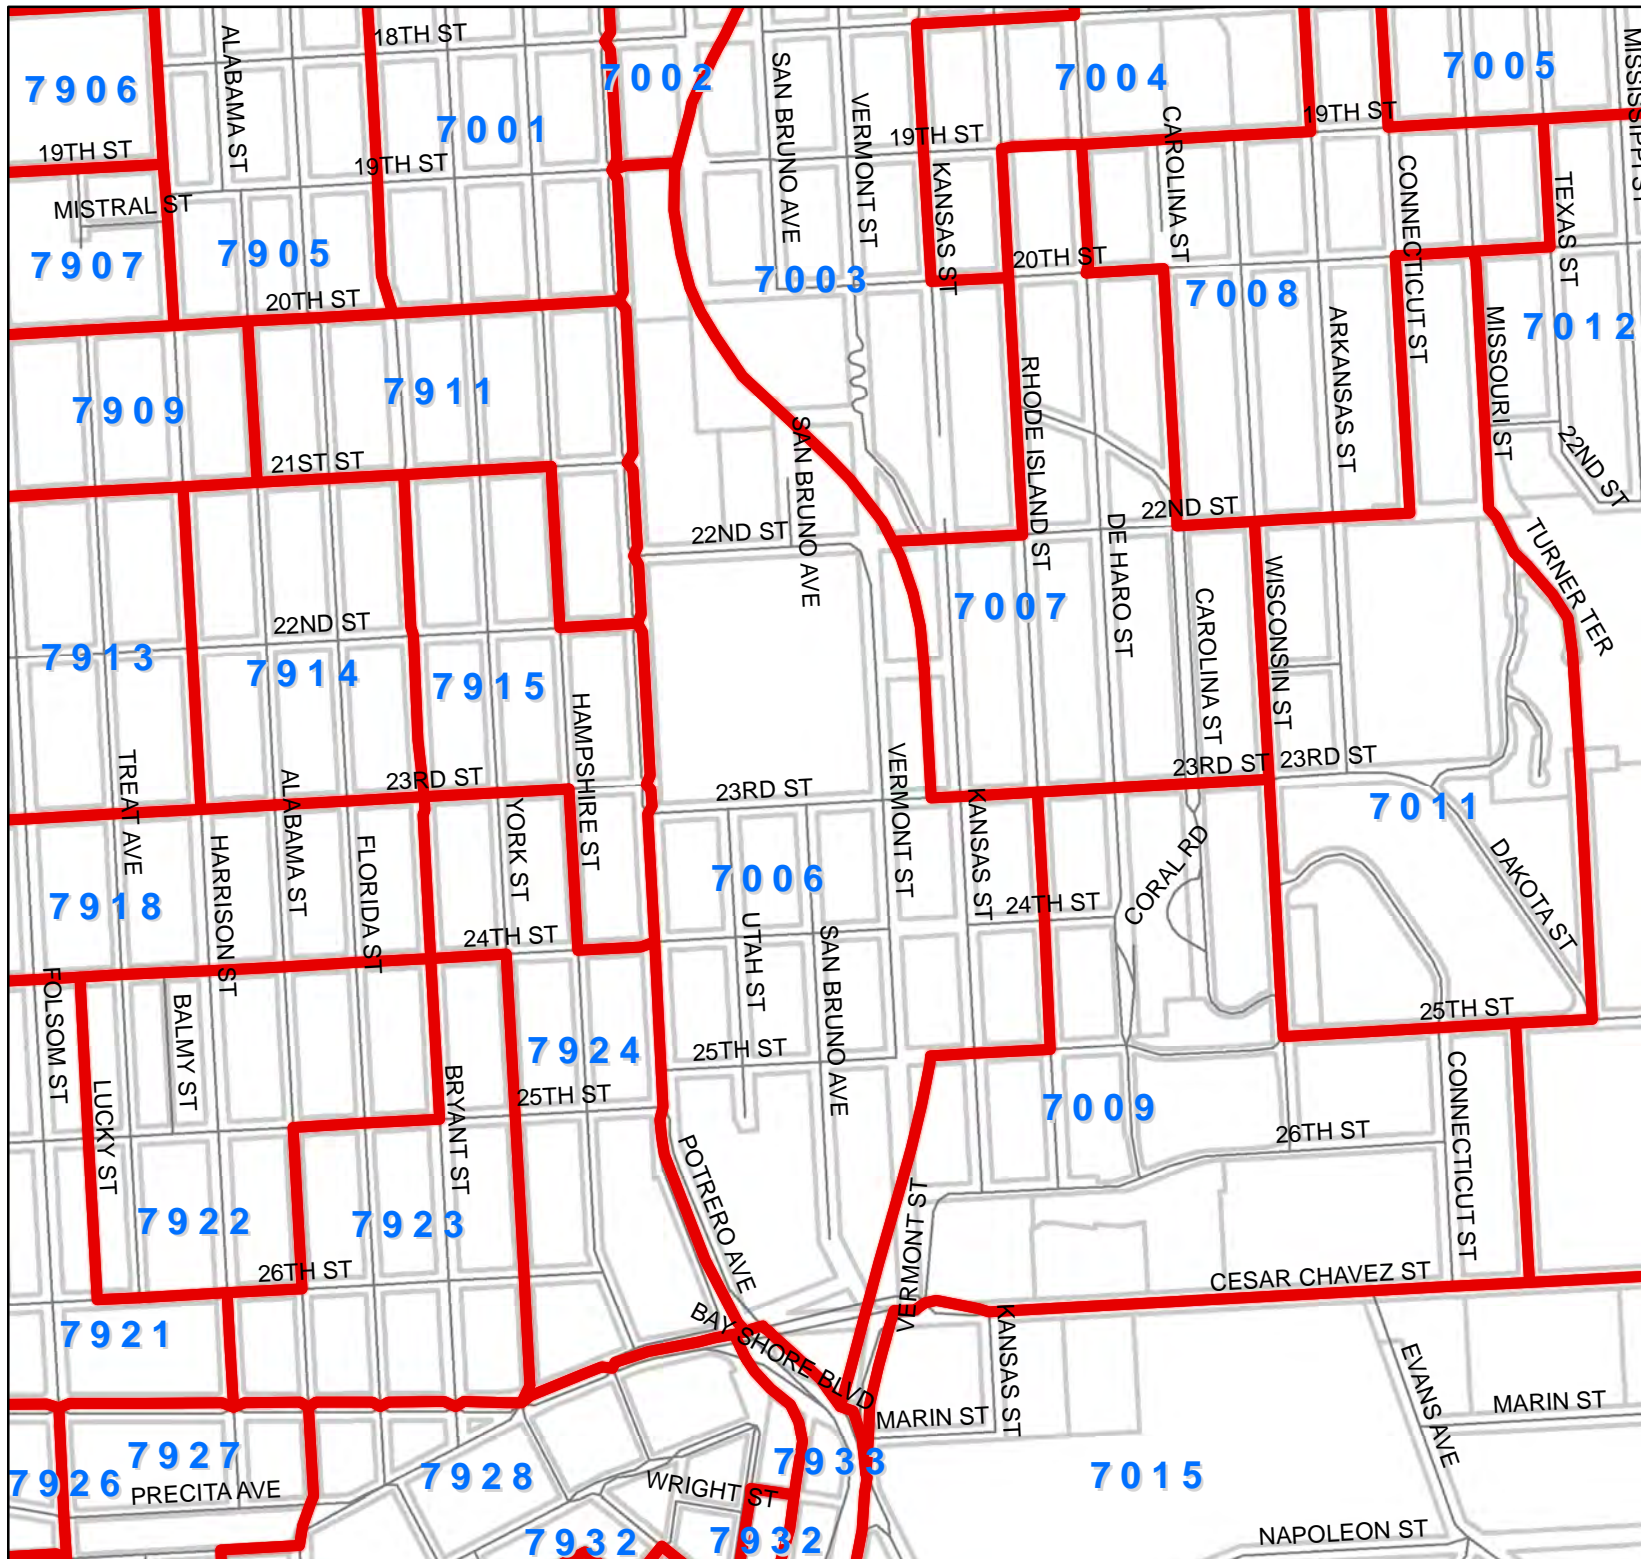 18TH ST
ALABAMA ST
7906
7001
7002
SAN BRUNO AVE
VERMONT ST
7004
CAROLINA ST
7005
MISSISSIPPI ST
19TH ST
19TH ST
19TH ST
19TH ST
MISTRAL ST
KANSAS ST
CONNECTICUT ST
TEXAS ST
7907
7905
7003
20TH ST
20TH ST
7008
7012
ARKANSAS ST
MISSOURI ST
7909
7911
RHODE ISLAND ST
SAN BRUNO AVE
21ST ST
22ND ST
22ND ST
22ND ST
DE HARO ST
TURNER TER
WISCONSIN ST
CAROLINA ST
7007
22ND ST
7913
7914
7915
HAMPSHIRE ST
TREAT AVE
ALABAMA ST
23RD ST
23RD ST
VERMONT ST
23RD ST
23RD ST
KANSAS ST
YORK ST
7011
HARRISON ST
FLORIDA ST
CORAL RD
DAKOTA ST
7918
7006
24TH ST
24TH ST
UTAH ST
SAN BRUNO AVE
FOLSOM ST
BALMY ST
25TH ST
7924
25TH ST
LUCKY ST
BRYANT ST
25TH ST
7009
CONNECTICUT ST
26TH ST
POTRERO AVE
VERMONT ST
7922
7923
26TH ST
CESAR CHAVEZ ST
BAY SHORE BLVD
KANSAS ST
7921
EVANS AVE
MARIN ST
MARIN ST
7927
7926
PRECITA AVE
7928
7933
7015
WRIGHT ST
7932
7932
NAPOLEON ST